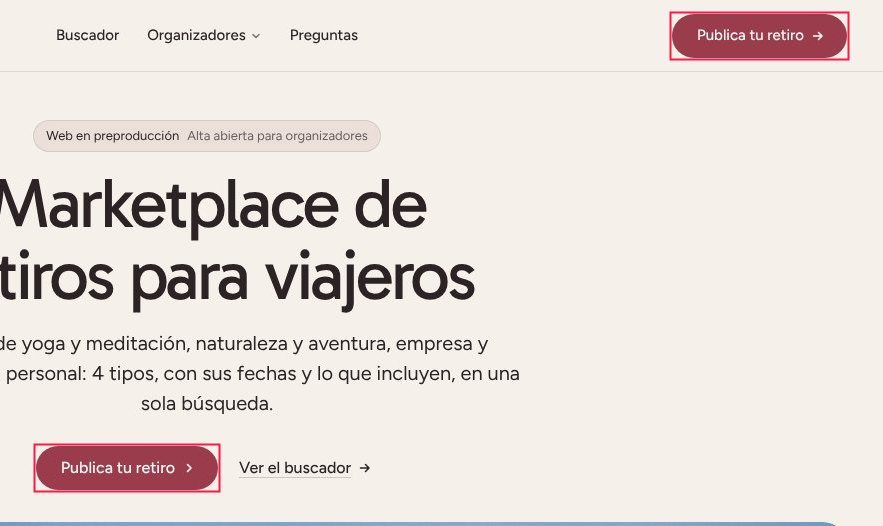 Buscador
Organizadores
Preguntas
Publica tu retiro →
Web en preproducción Alta abierta para organizadores
Marketplace de
tiros para viajeros
de yoga y meditación, naturaleza y aventura, empresa y
personal: 4 tipos, con sus fechas y lo que incluyen, en una
sola búsqueda.
Publica tu retiro >
Ver el buscador →